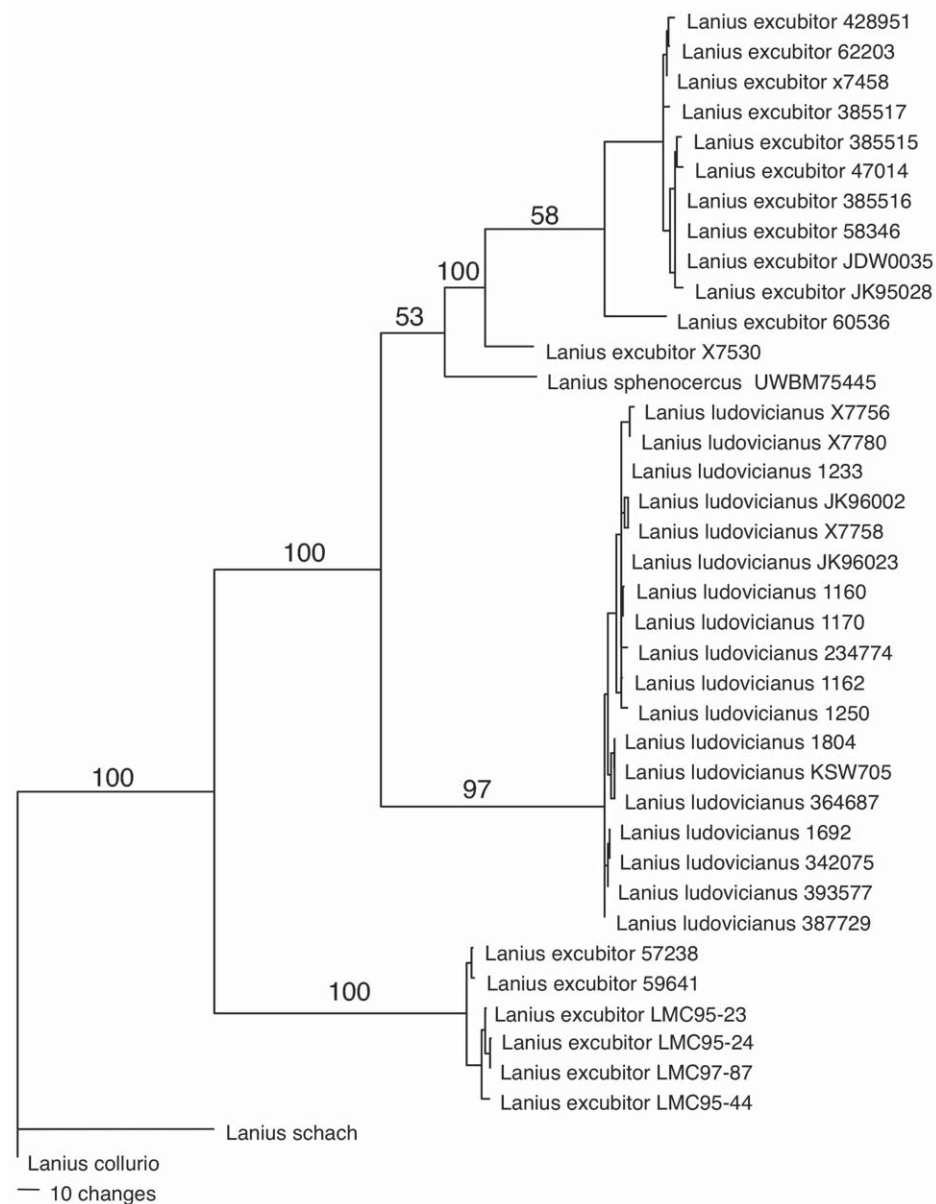 Lanius excubitor 428951
Lanius excubitor 62203
Lanius excubitor x7458
Lanius excubitor 385517
Lanius excubitor 385515
Lanius excubitor 47014
Lanius excubitor 385516
58
Lanius excubitor 58346
Lanius excubitor JDW0035
100
Lanius excubitor JK95028
53
Lanius excubitor 60536
Lanius excubitor X7530
Lanius sphenocercus UWBM75445
Lanius ludovicianus X7756
Lanius ludovicianus X7780
Lanius ludovicianus 1233
Lanius ludovicianus JK96002
Lanius ludovicianus X7758
100
Lanius ludovicianus JK96023
Lanius ludovicianus 1160
Lanius ludovicianus 1170
Lanius ludovicianus 234774
Lanius ludovicianus 1162
Lanius ludovicianus 1250
Lanius ludovicianus 1804
100
Lanius ludovicianus KSW705
97
Lanius ludovicianus 364687
Lanius ludovicianus 1692
Lanius ludovicianus 342075
Lanius ludovicianus 393577
Lanius ludovicianus 387729
Lanius excubitor 57238
Lanius excubitor 59641
100
Lanius excubitor LMC95-23
Lanius excubitor LMC95-24
Lanius excubitor LMC97-87
Lanius excubitor LMC95-44
Lanius schach
Lanius collurio
10 changes